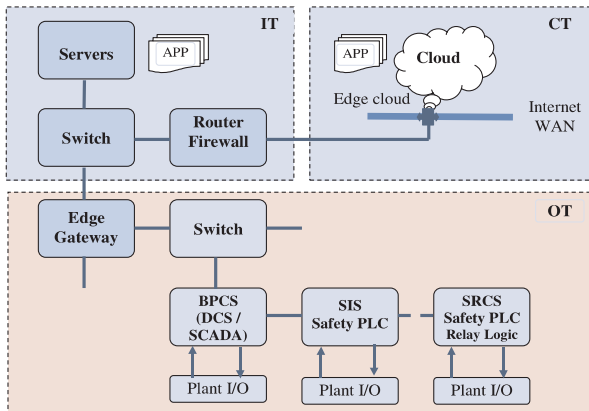 IT
Servers
APP
Switch
Router
Firewall
CT
APP
Cloud
Edge cloud
Internet
WAN
OT
Edge
Gateway
Switch
BPCS
(DCS /
SCADA)
SIS
Safety PLC
SRCS
Safety PLC
Relay Logic
Plant I/O
Plant I/O
Plant I/O